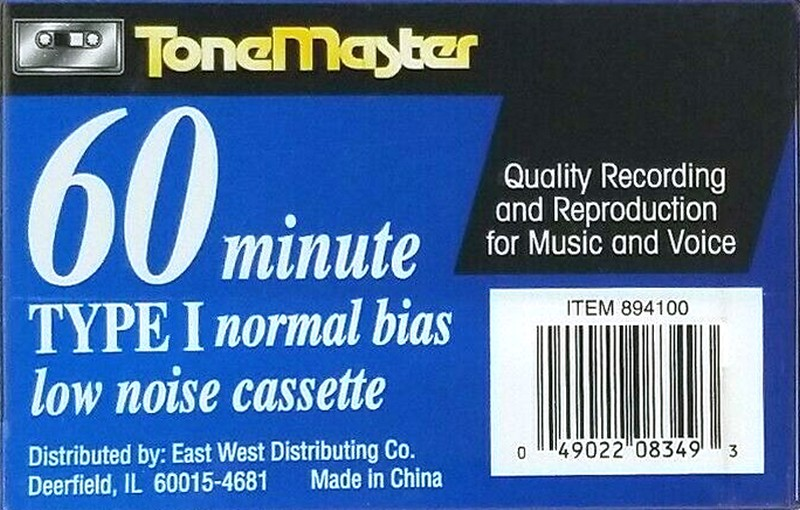 ToneMaster
60 minute
TYPE I normal bias
low noise cassette
Distributed by: East West Distributing Co.
Deerfield, IL 60015-4681 Made in China
Quality Recording
and Reproduction
for Music and Voice
ITEM 894100
0 49022 08349 3